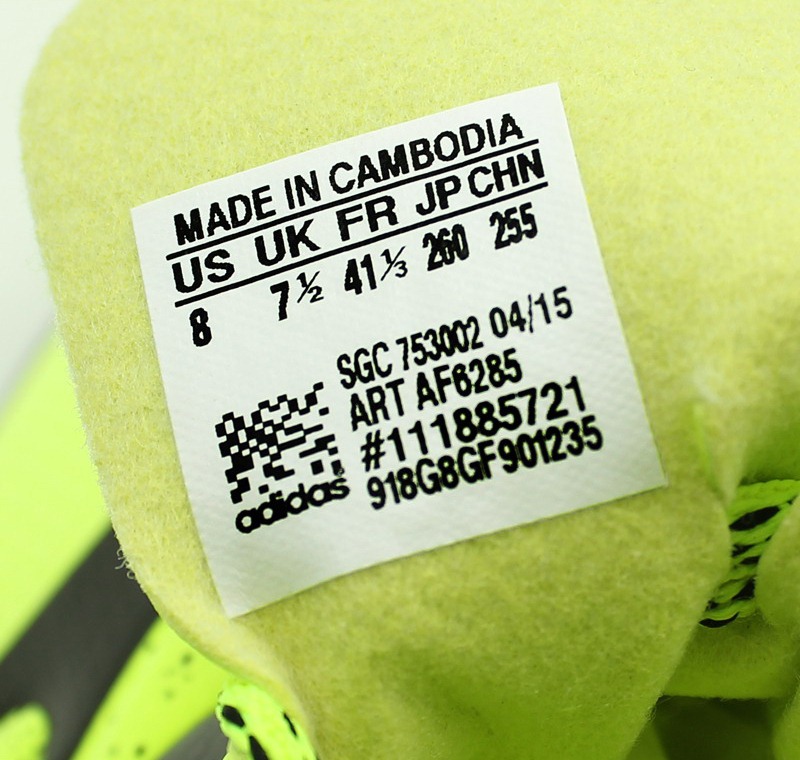 MADE IN CAMBODIA
US UK FR JP CHN
8 7½ 41⅓ 260 255
SGC 753002 04/15
ART AF6285
#111885721
918G8GF901235
adidas